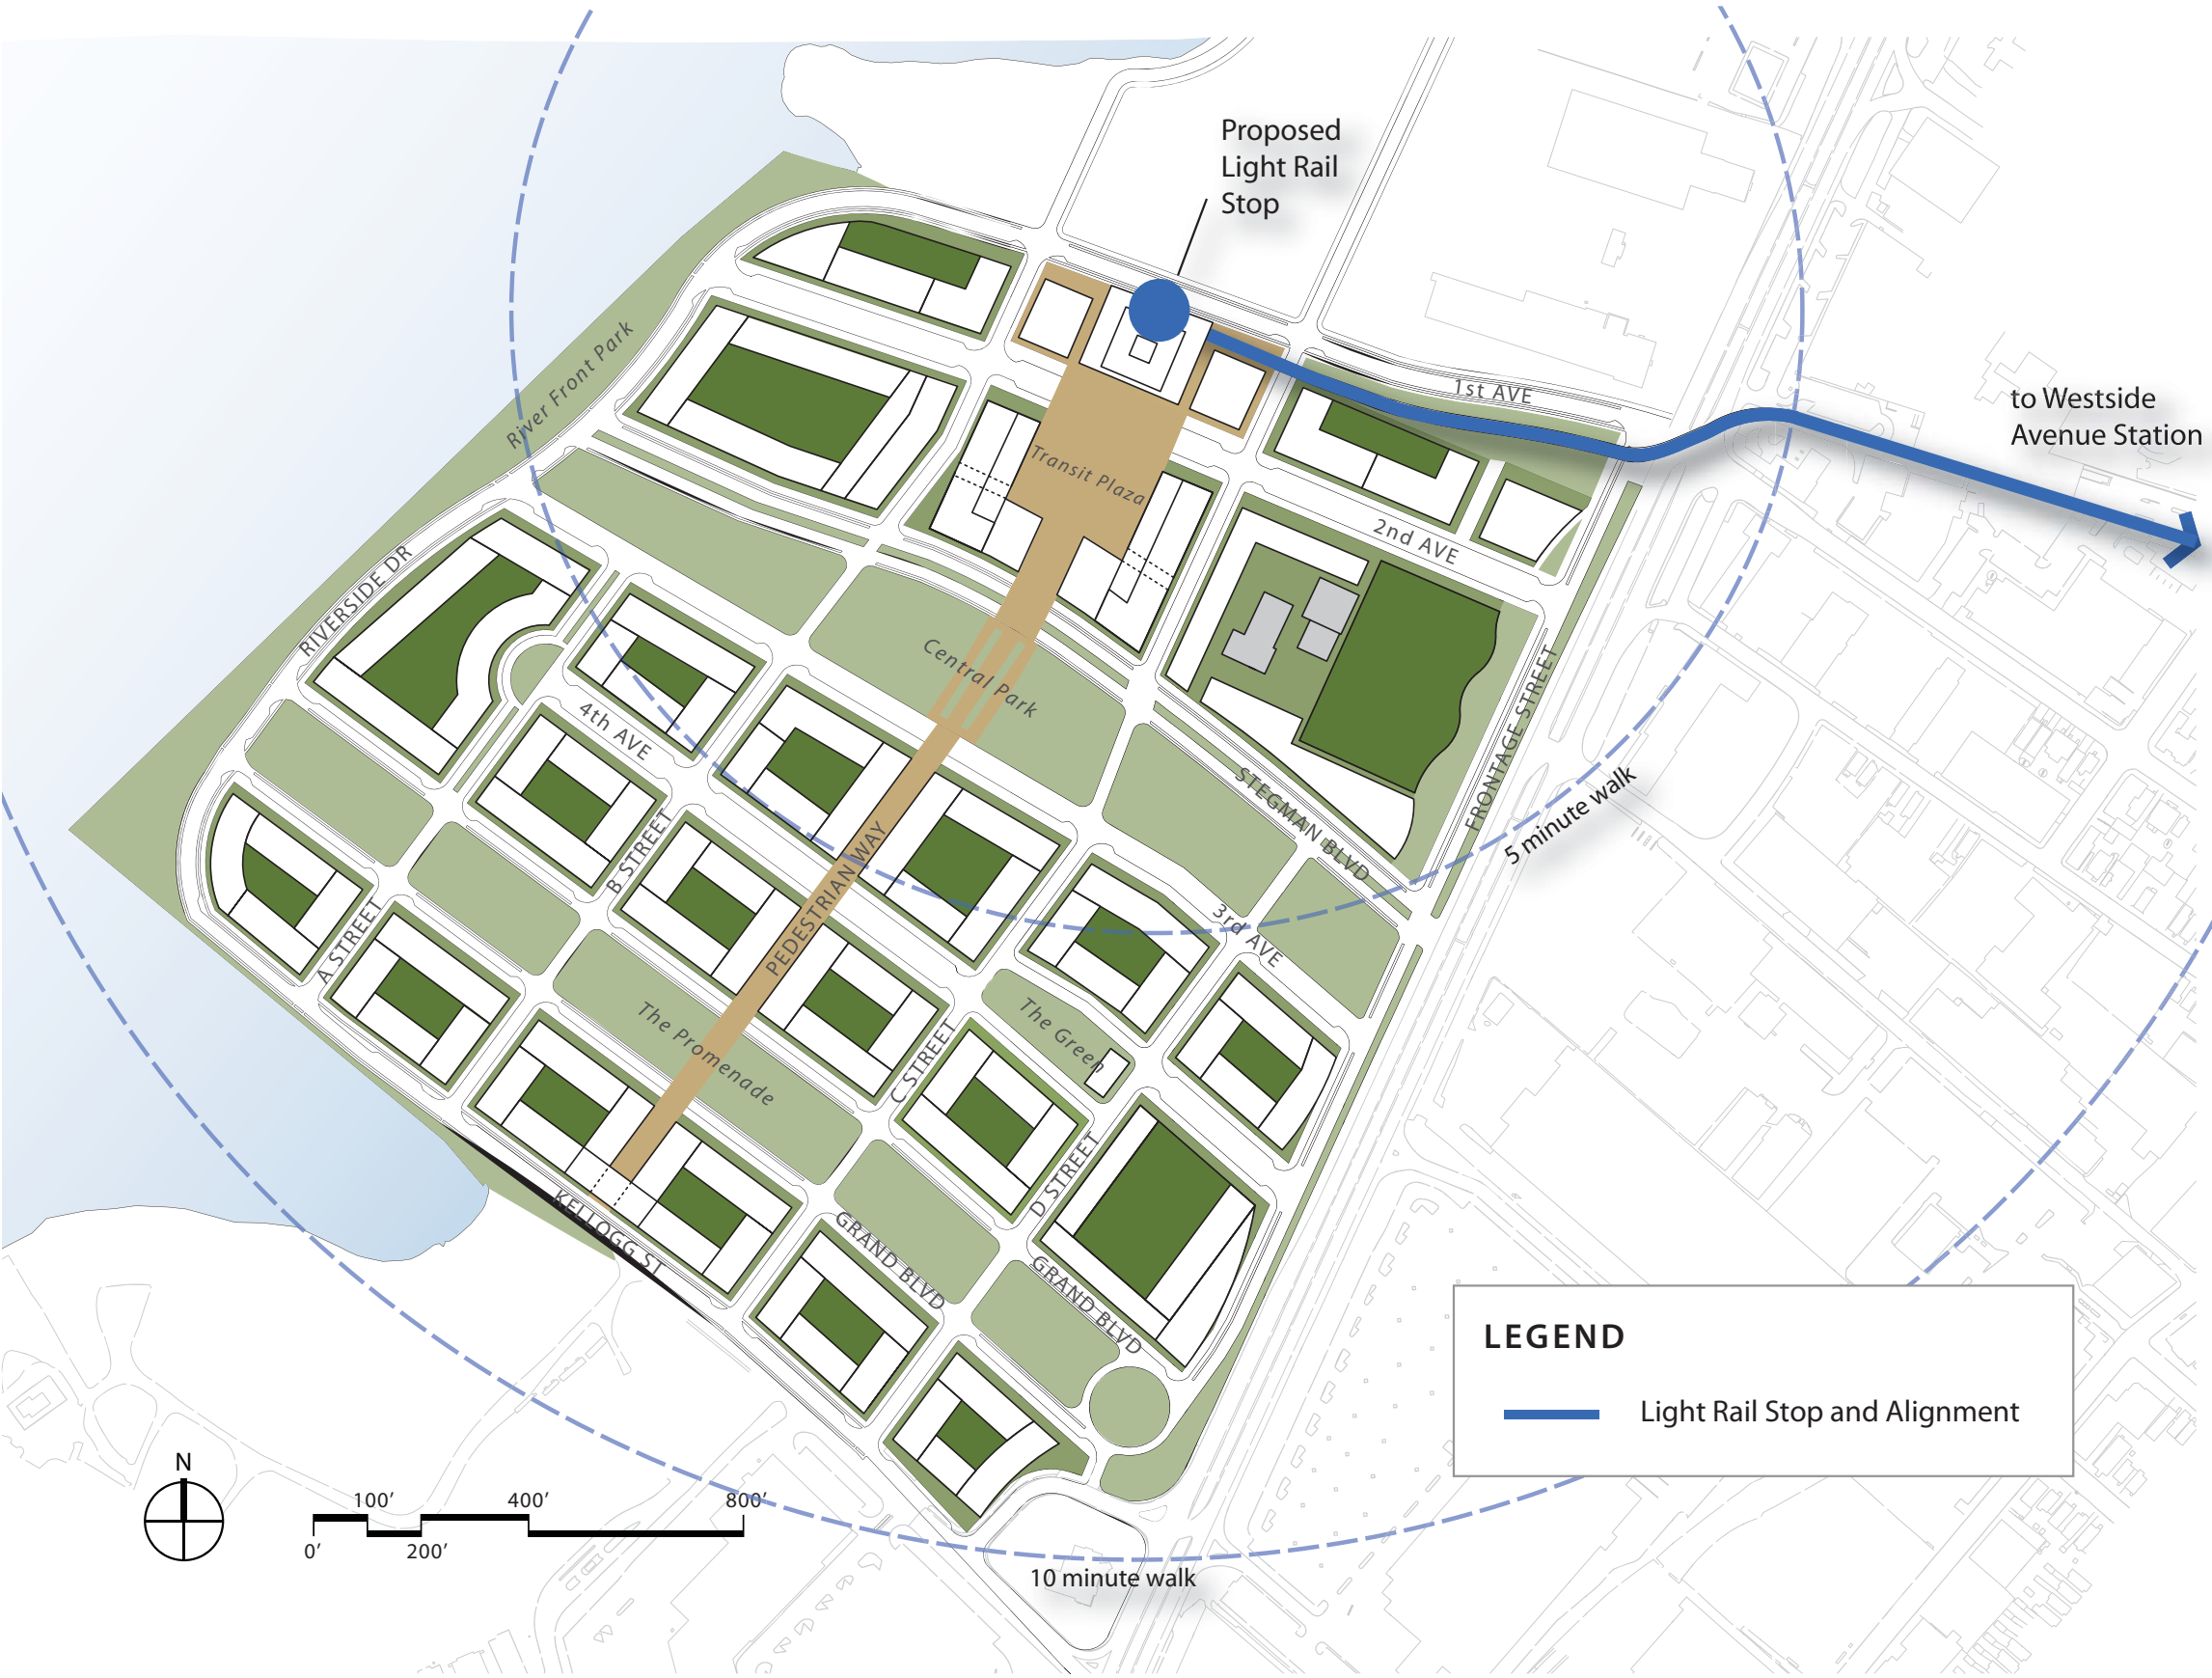 Proposed
Light Rail
Stop
1st AVE
to Westside
Avenue Station
River Front Park
Transit Plaza
2nd AVE
RIVERSIDE DR
Central Park
4th AVE
FRONTAGE STREET
STEGMAN BLVD
5 minute walk
B STREET
PEDESTRIAN WAY
3rd AVE
A STREET
The Promenade
The Green
C STREET
D STREET
KELLOGG ST
GRAND BLVD
GRAND BLVD
LEGEND
Light Rail Stop and Alignment
N
100’ 400’ 800’
0’ 200’
10 minute walk